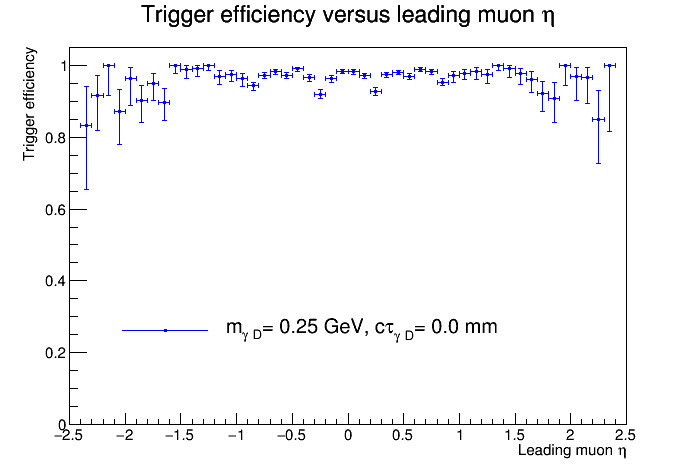 Trigger efficiency versus leading muon η
Trigger efficiency
1
0.8
0.6
0.4
0.2
0
m_γ D= 0.25 GeV, cτ_γ D= 0.0 mm
−2.5 −2 −1.5 −1 −0.5 0 0.5 1 1.5 2 2.5
Leading muon η